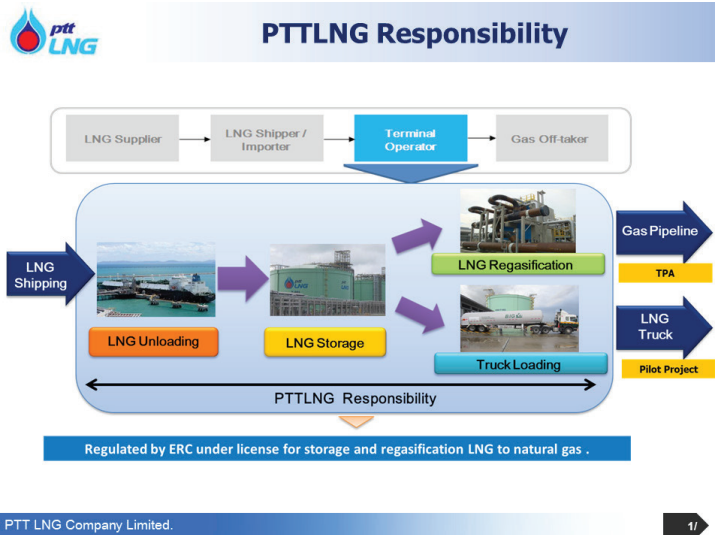 ptt
LNG
PTTLNG Responsibility
LNG Supplier
LNG Shipper /
Importer
Terminal
Operator
Gas Off-taker
LNG
Shipping
LNG Unloading
ptt
LNG
LNG Storage
LNG Regasification
Truck Loading
Gas Pipeline
TPA
LNG
Truck
Pilot Project
PTTLNG Responsibility
Regulated by ERC under license for storage and regasification LNG to natural gas .
PTT LNG Company Limited.
1/